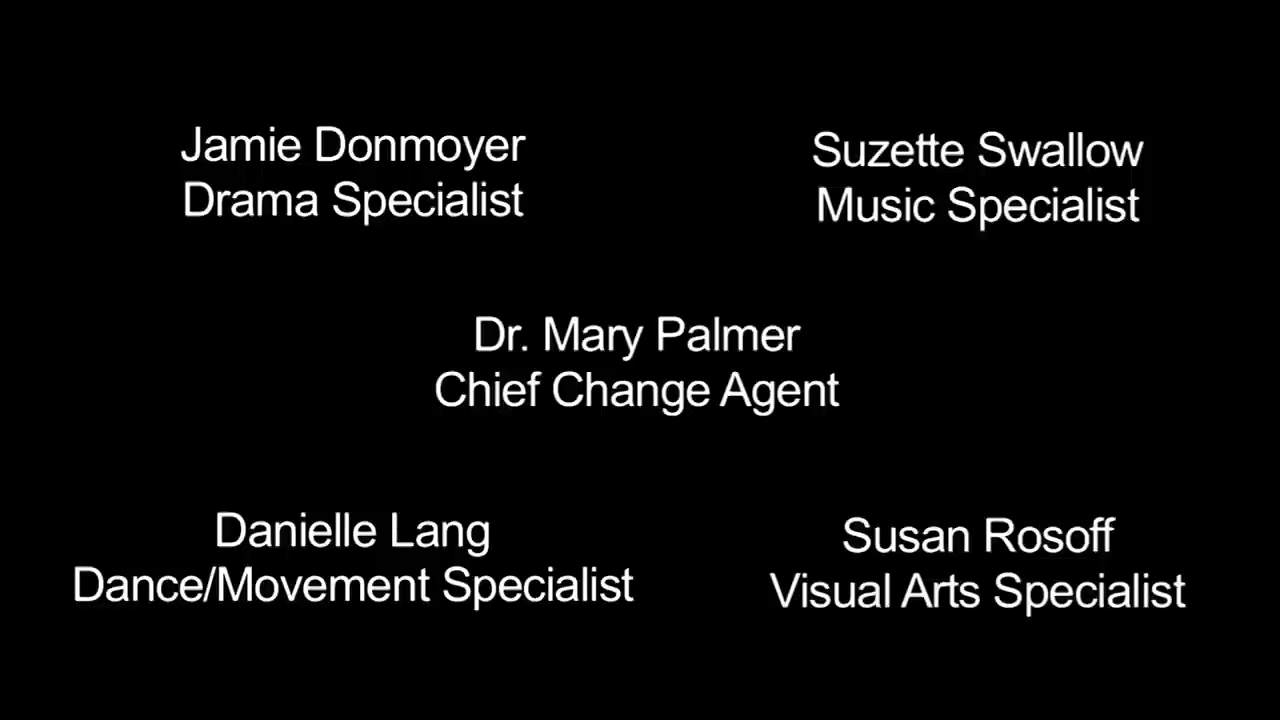 Jamie Donmoyer
Drama Specialist
Suzette Swallow
Music Specialist
Dr. Mary Palmer
Chief Change Agent
Danielle Lang
Dance/Movement Specialist
Susan Rosoff
Visual Arts Specialist